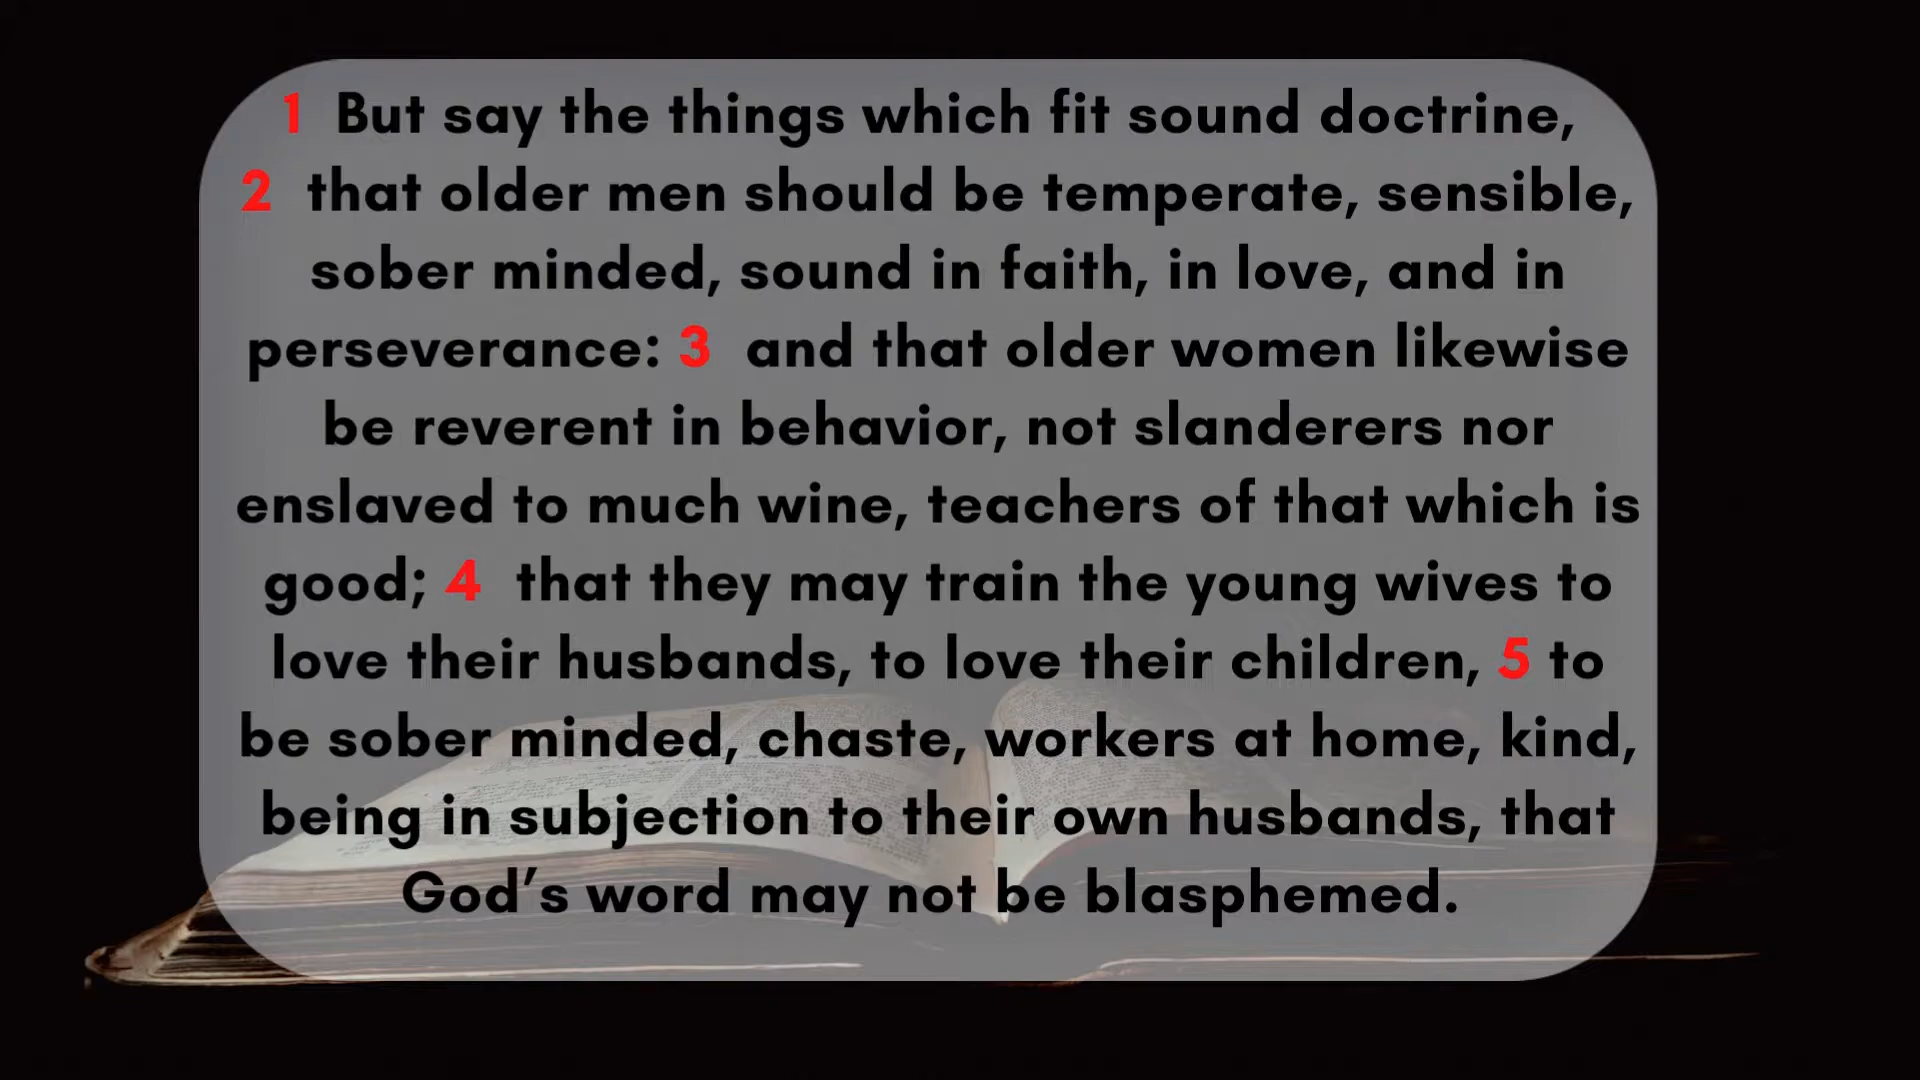 1 But say the things which fit sound doctrine,
2 that older men should be temperate, sensible,
sober minded, sound in faith, in love, and in
perseverance: 3 and that older women likewise
be reverent in behavior, not slanderers nor
enslaved to much wine, teachers of that which is
good; 4 that they may train the young wives to
love their husbands, to love their children, 5 to
be sober minded, chaste, workers at home, kind,
being in subjection to their own husbands, that
God’s word may not be blasphemed.